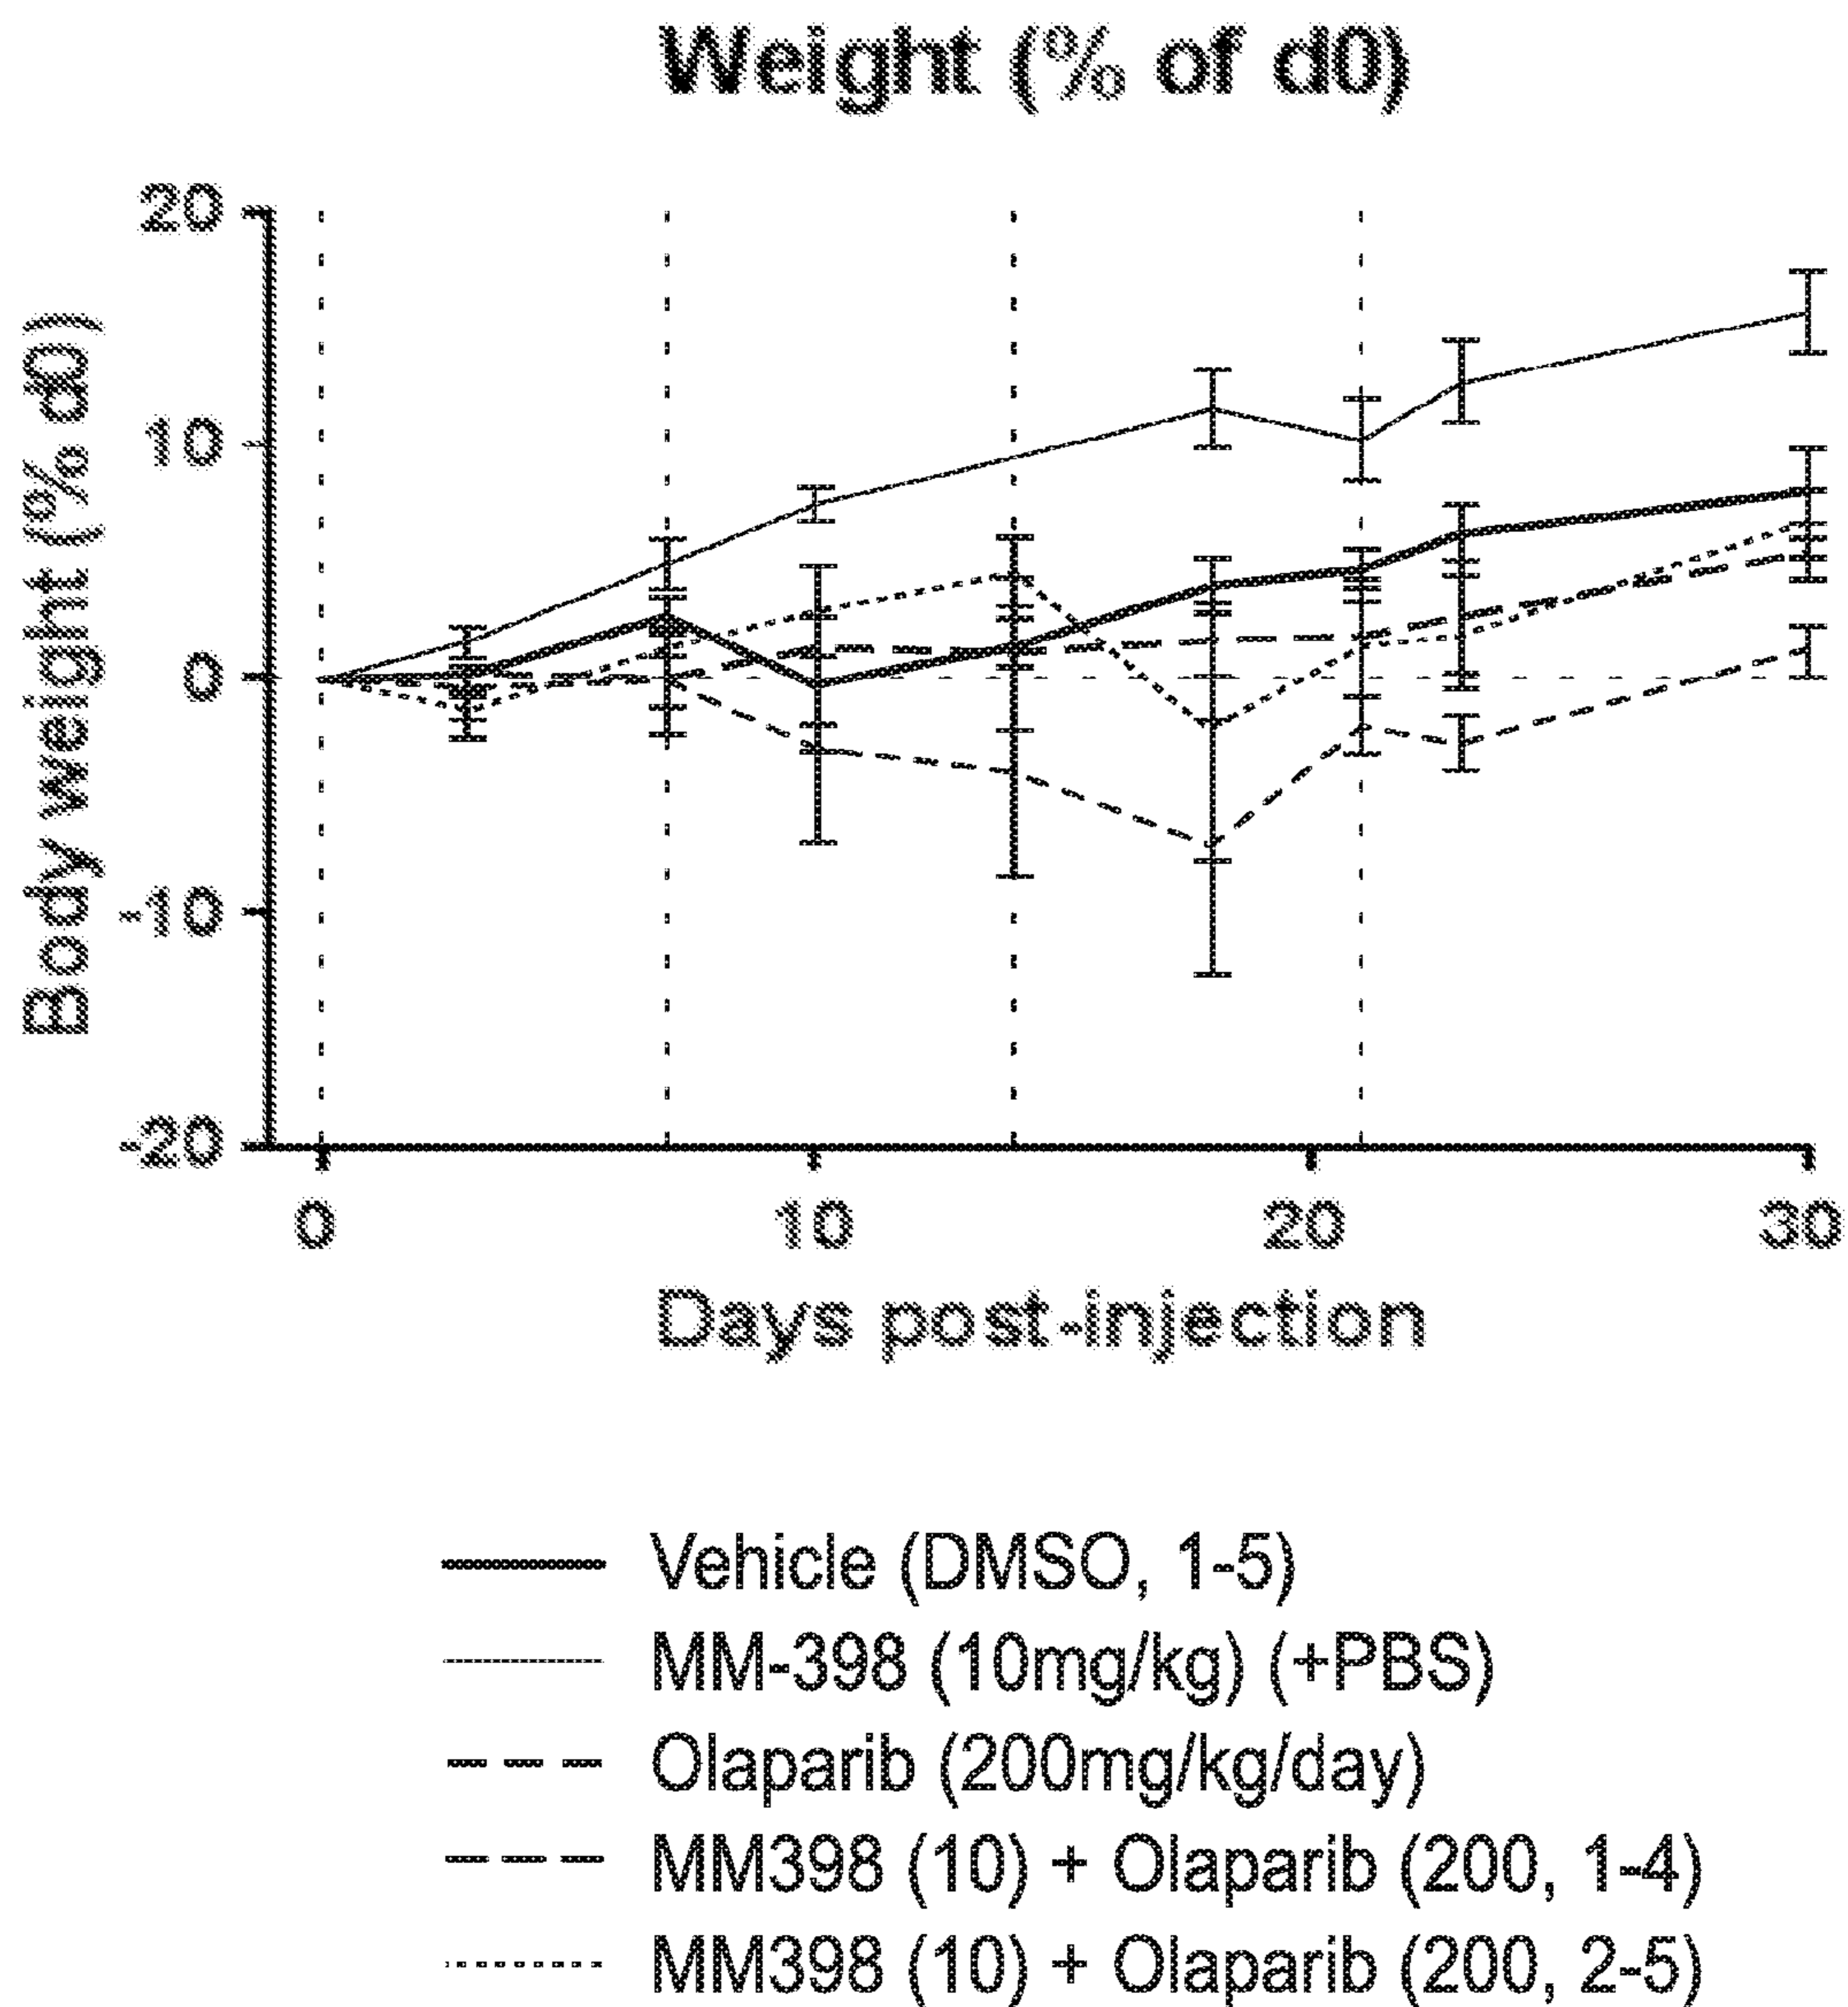 Weight (% of d0)
Body weight (% d0)
20
10
0
-10
-20
0 10 20 30
Days post-injection
Vehicle (DMSO, 1-5)
MM-398 (10mg/kg) (+PBS)
Olaparib (200mg/kg/day)
MM398 (10) + Olaparib (200, 1-4)
MM398 (10) + Olaparib (200, 2-5)